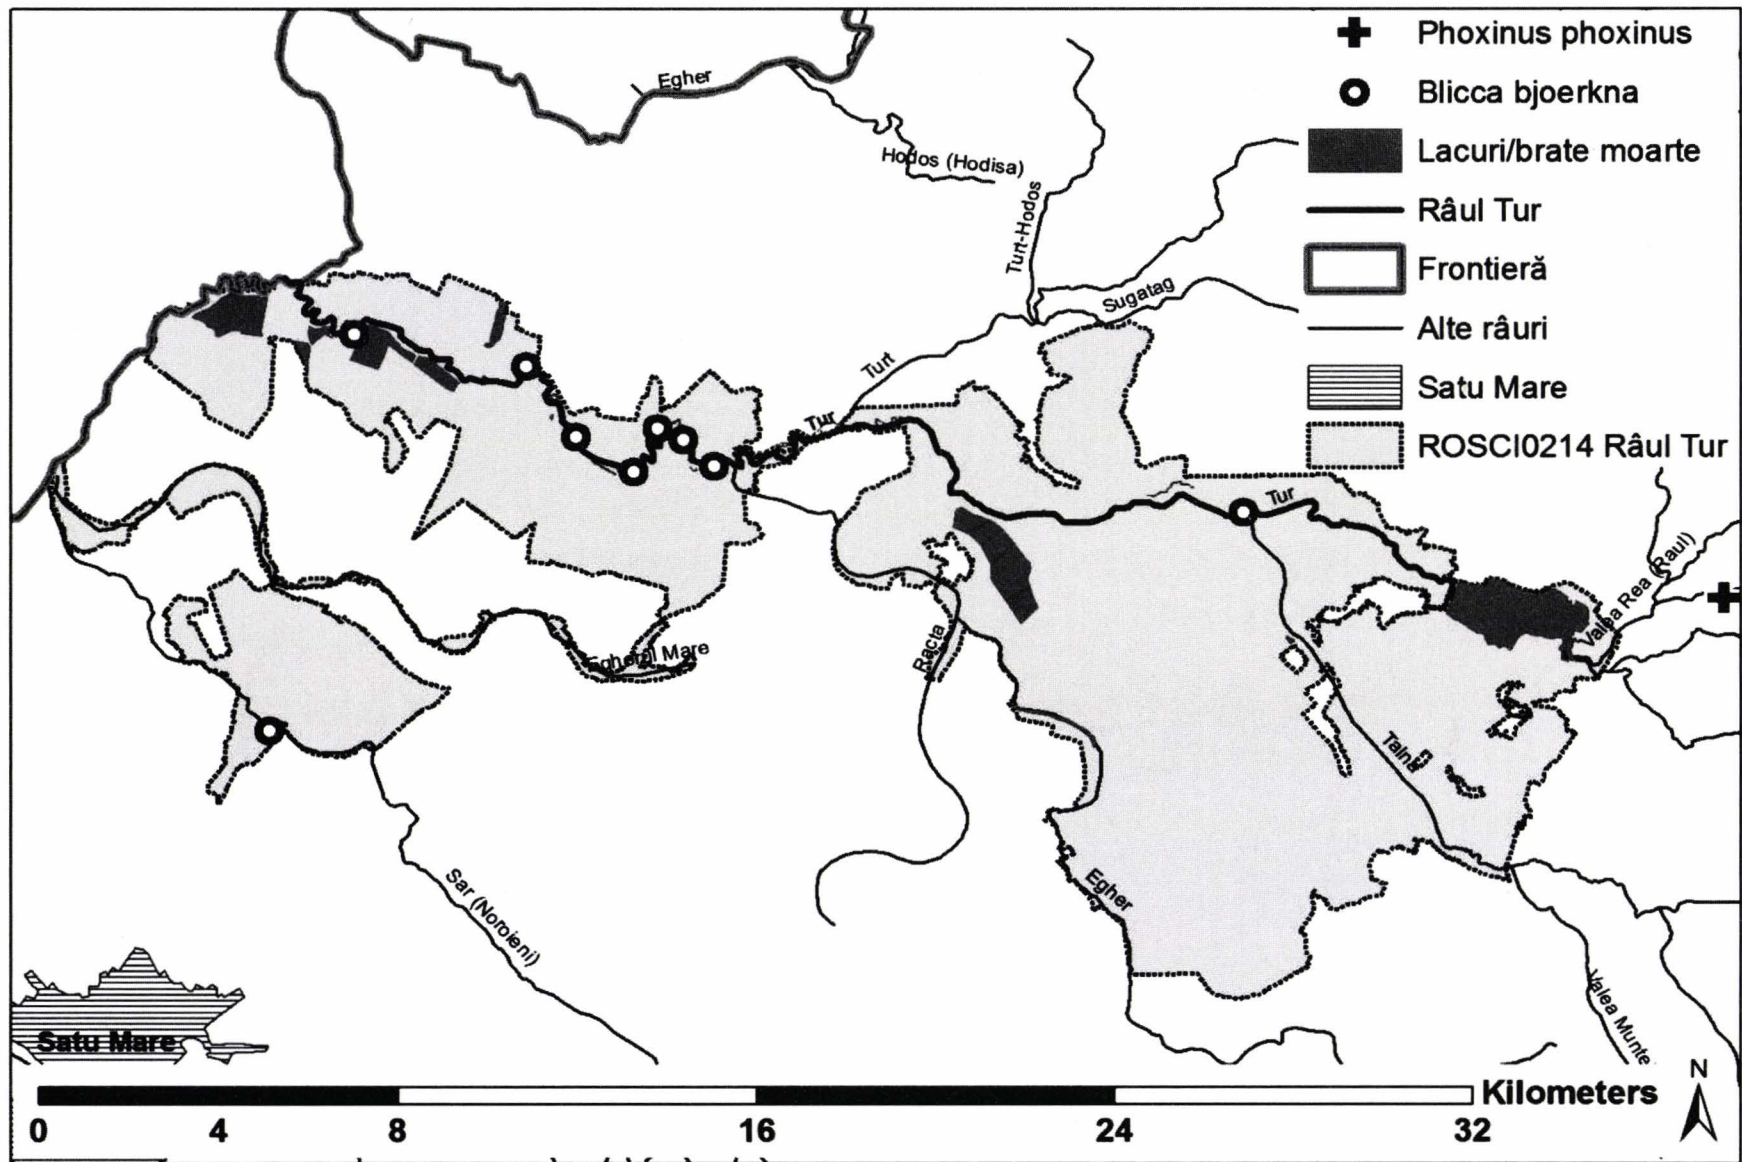 Phoxinus phoxinus
Blicca bjoerkna
Lacuri/brate moarte
Râul Tur
Frontieră
Alte râuri
Satu Mare
ROSCI0214 Râul Tur
Egher
Hodos (Hodisa)
Turt-Hodos
Sugatag
Turt
Tur
Tur
Valea Rea (Raul)
Racta
Egherul Mare
Talna
Egher
Sar (Noroieni)
Valea Munte
Satu Mare
N
Kilometers
0 4 8 16 24 32